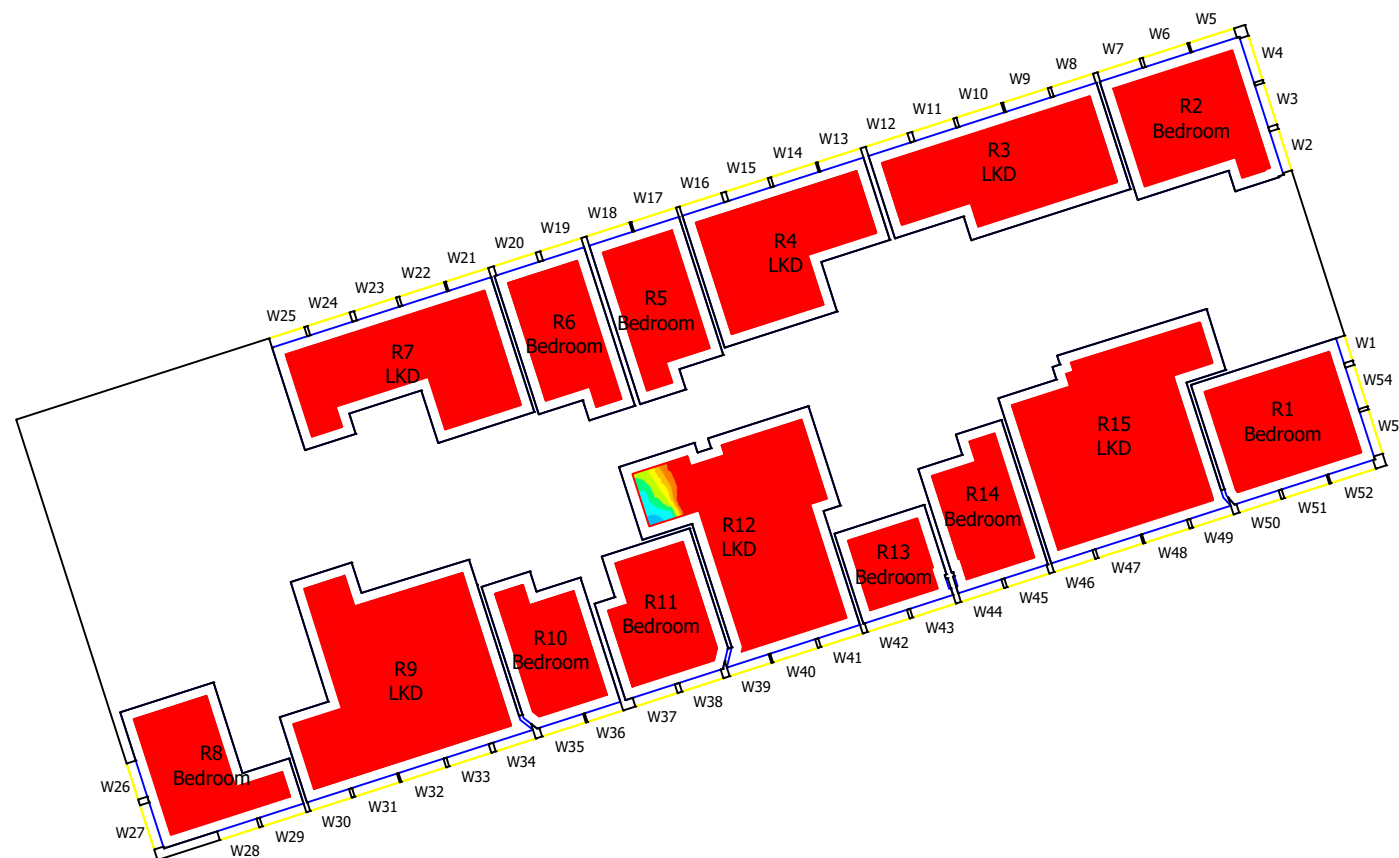 W5
W6
W7
W8
W9
W10
W11
W12
W13
W14
W15
W16
W17
W18
W19
W20
W21
W22
W23
W24
W25
W4
W3
W2
R2
Bedroom
R3
LKD
R4
LKD
R5
Bedroom
R6
Bedroom
R7
LKD
W1
W54
W5
R1
Bedroom
R15
LKD
R14
Bedroom
R13
Bedroom
R12
LKD
R11
Bedroom
R10
Bedroom
R9
LKD
R8
Bedroom
W26
W27
W28
W29
W30
W31
W32
W33
W34
W35
W36
W37
W38
W39
W40
W41
W42
W43
W44
W45
W46
W47
W48
W49
W50
W51
W52